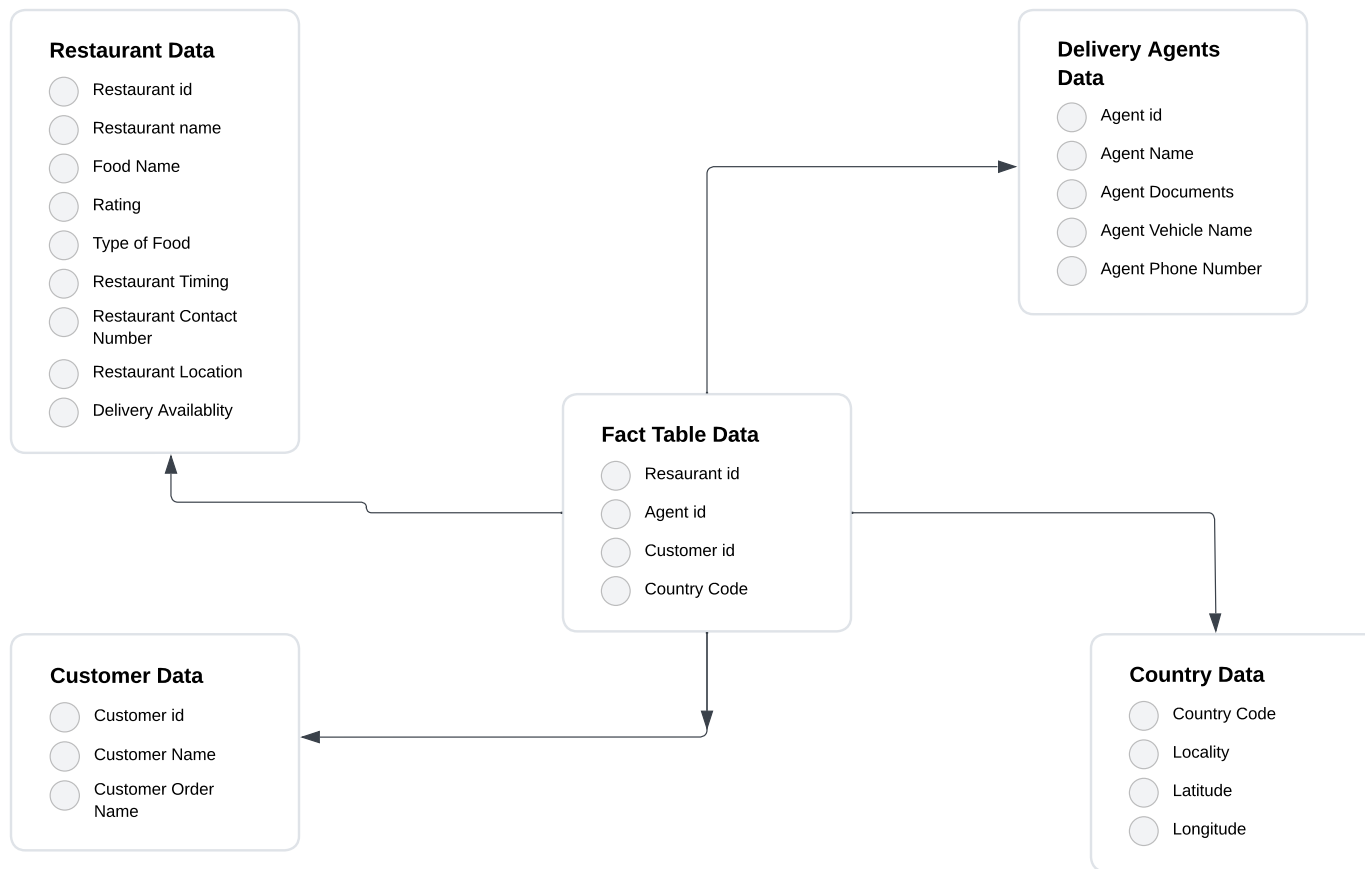 Restaurant Data
Restaurant id
Restaurant name
Food Name
Rating
Type of Food
Restaurant Timing
Restaurant Contact
Number
Restaurant Location
Delivery Availablity
Delivery Agents
Data
Agent id
Agent Name
Agent Documents
Agent Vehicle Name
Agent Phone Number
Fact Table Data
Resaurant id
Agent id
Customer id
Country Code
Customer Data
Customer id
Customer Name
Customer Order
Name
Country Data
Country Code
Locality
Latitude
Longitude